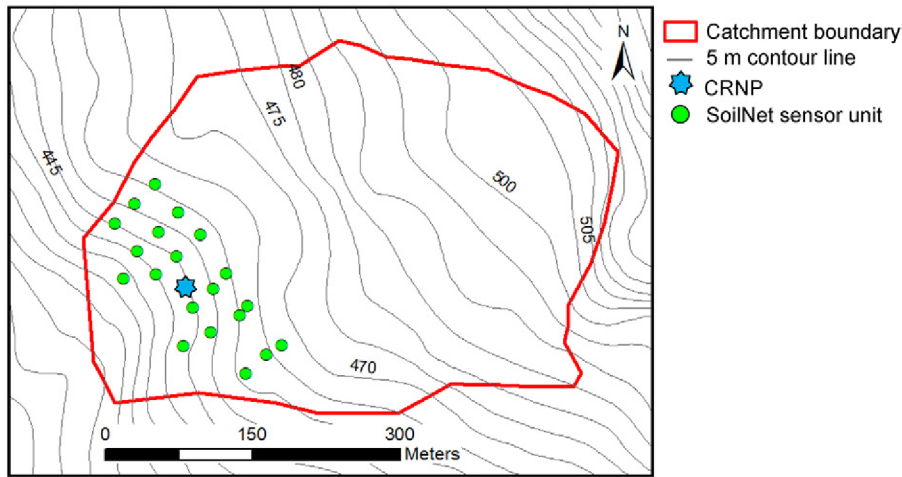 N
Catchment boundary
5 m contour line
CRNP
SoilNet sensor unit
480
475
445
500
505
470
0 150 300
Meters